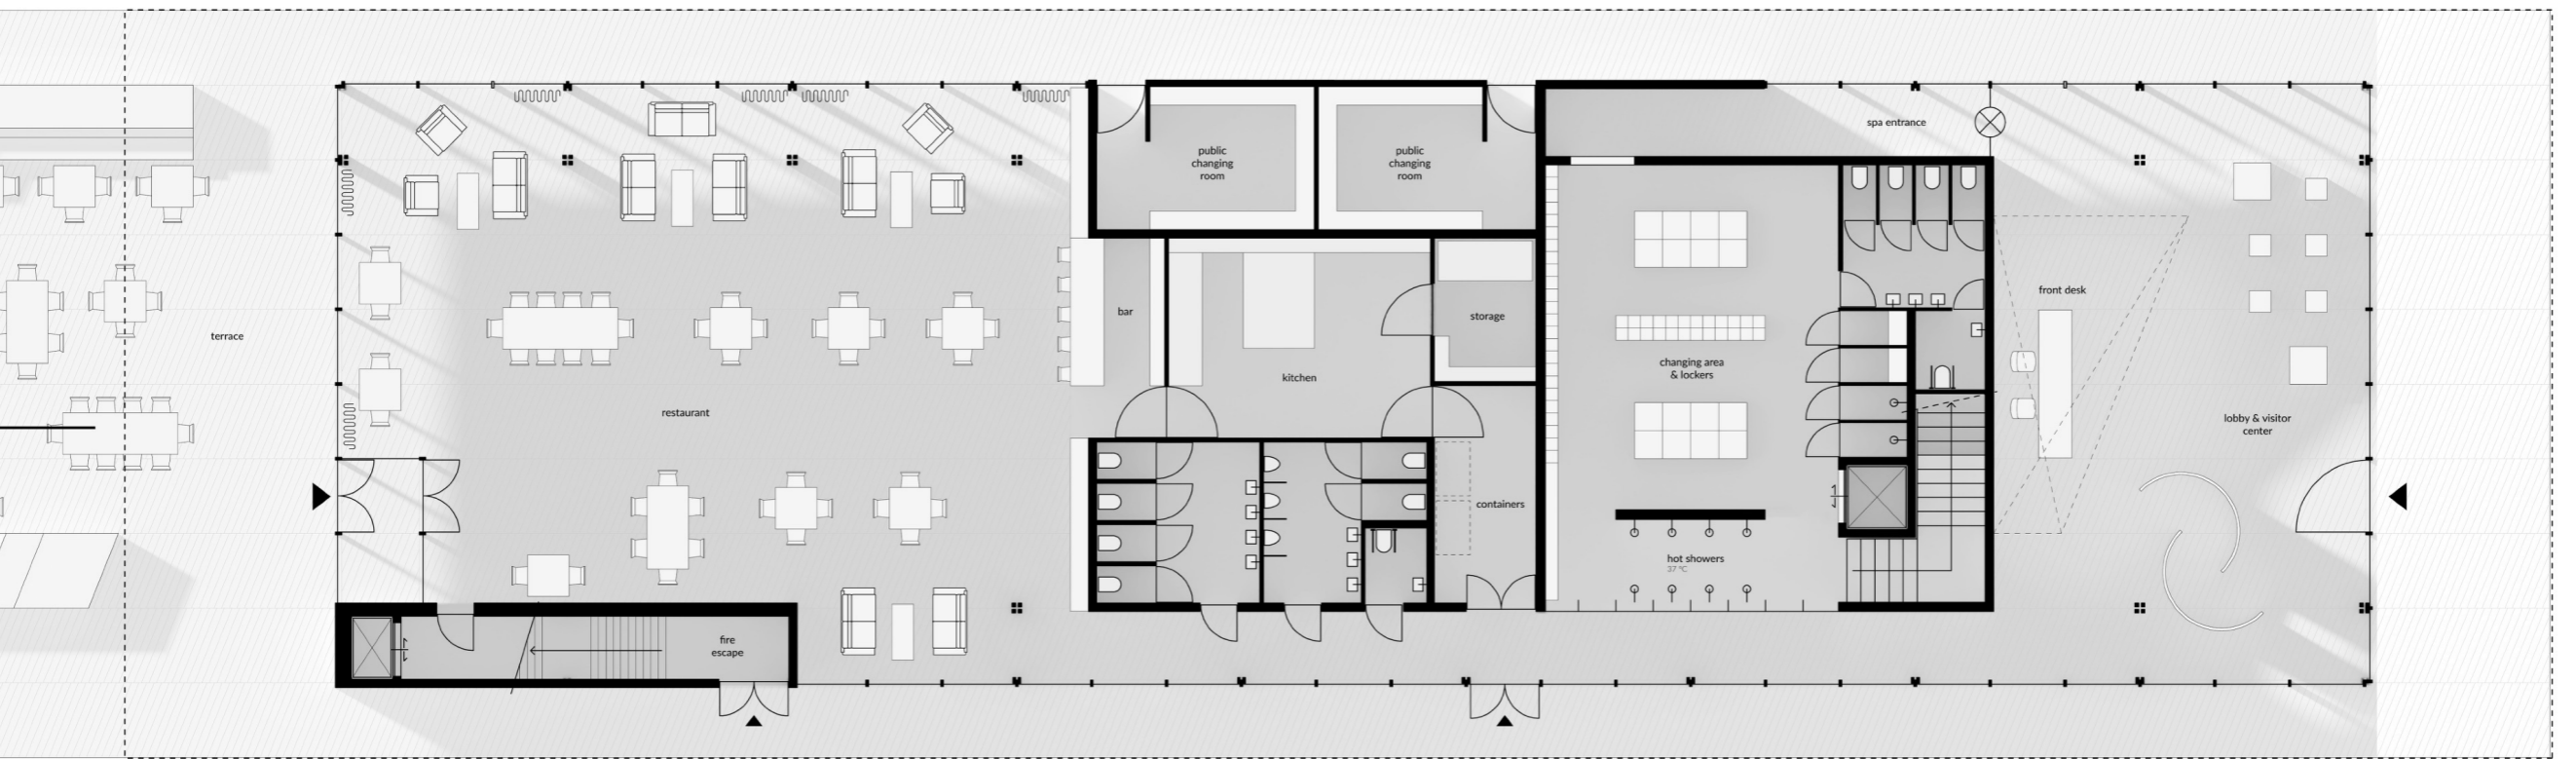 spa entrance
public
changing
room
public
changing
room
front desk
bar
storage
terrace
changing area
& lockers
kitchen
restaurant
lobby & visitor
center
containers
hot showers
37 °C
fire
escape